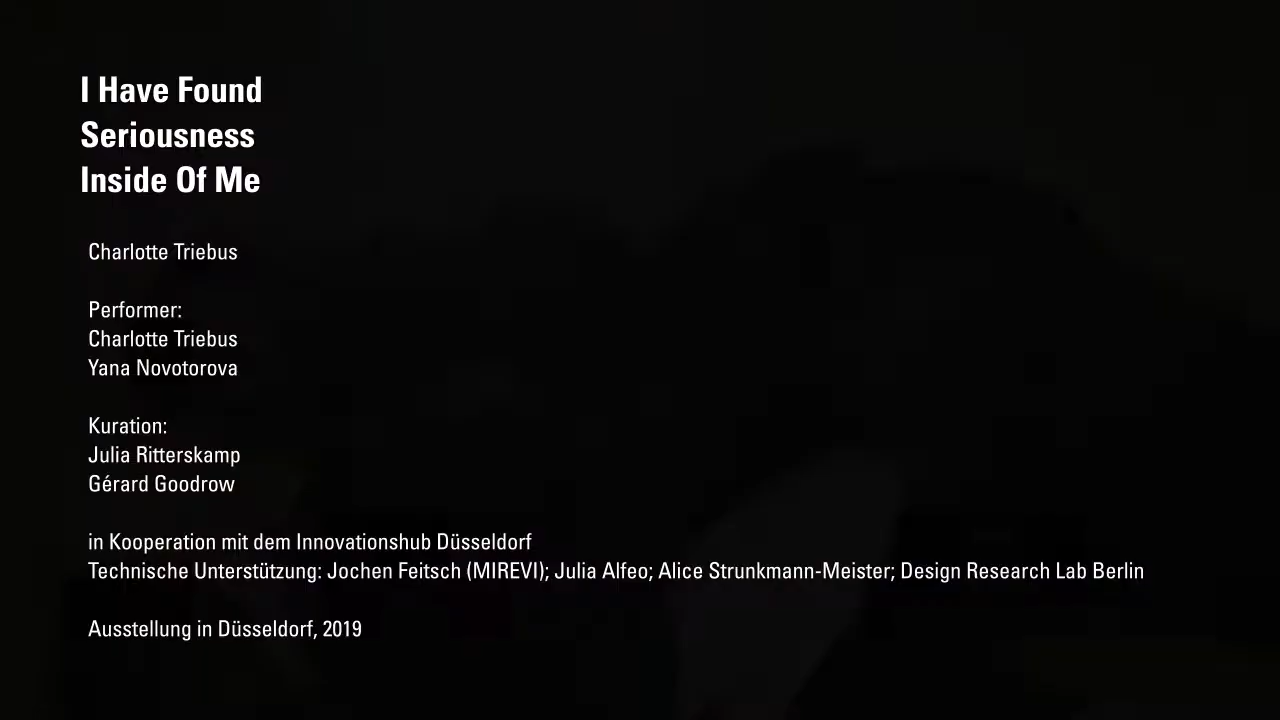 I Have Found
Seriousness
Inside Of Me
Charlotte Triebus
Performer:
Charlotte Triebus
Yana Novotorova
Kuration:
Julia Ritterskamp
Gérard Goodrow
in Kooperation mit dem Innovationshub Düsseldorf
Technische Unterstützung: Jochen Feitsch (MIREVI); Julia Alfeo; Alice Strunkmann-Meister; Design Research Lab Berlin
Ausstellung in Düsseldorf, 2019